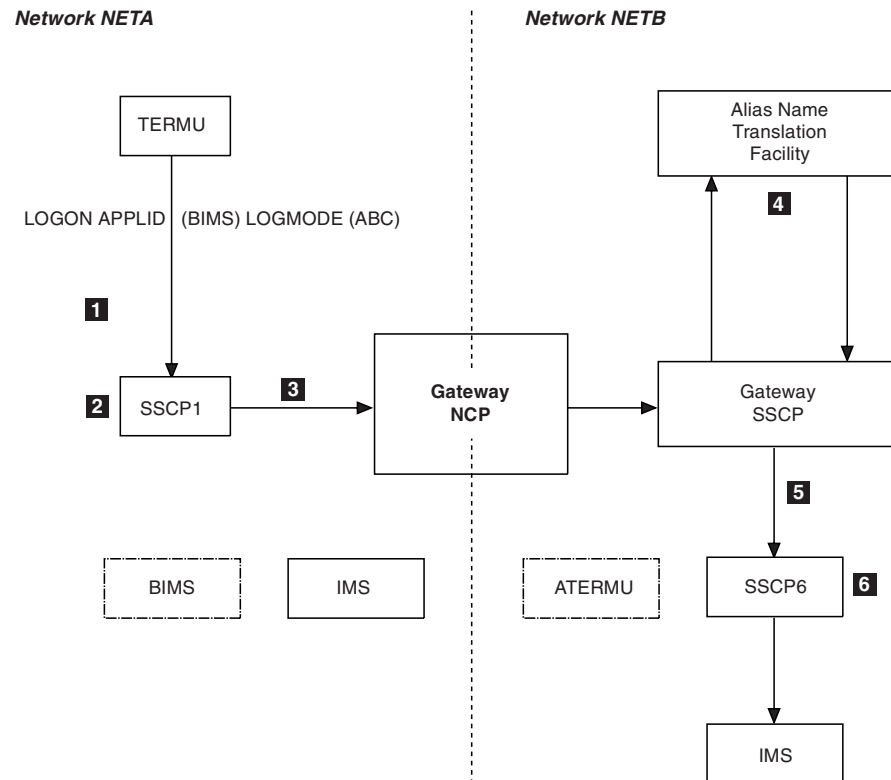 Network NETA
Network NETB
TERMU
Alias Name
Translation
Facility
4
LOGON APPLID (BIMS) LOGMODE (ABC)
1
2
SSCP1
3
Gateway
NCP
Gateway
SSCP
5
BIMS
IMS
ATERMU
SSCP6
6
IMS